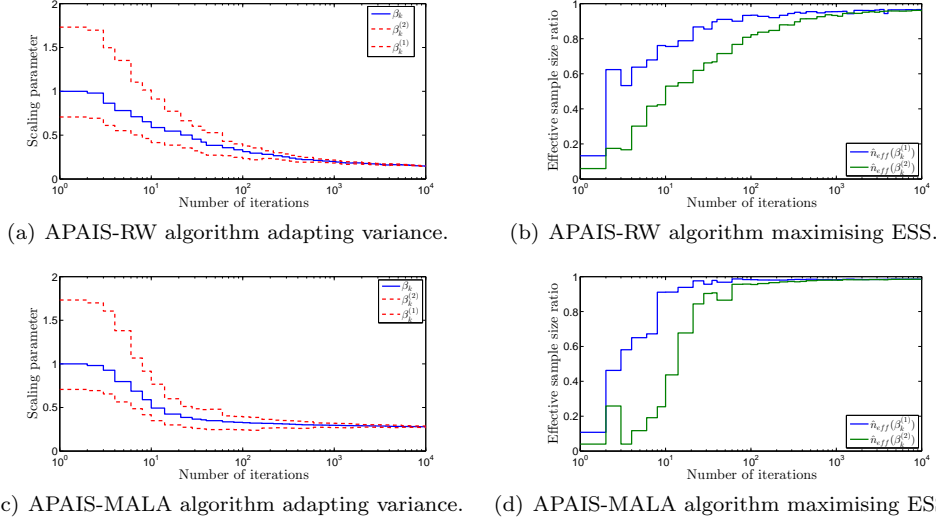 2
β_k
β_k^(2)
β_k^(1)
1.5
1
0.5
0
Scaling parameter
10^0 10^1 10^2 10^3 10^4
Number of iterations
(a) APAIS-RW algorithm adapting variance.
1
0.8
0.6
0.4
0.2
0
Effective sample size ratio
n̂_eff(β_k^(1))
n̂_eff(β_k^(2))
10^0 10^1 10^2 10^3 10^4
Number of iterations
(b) APAIS-RW algorithm maximising ESS.
2
β_k
β_k^(2)
β_k^(1)
1.5
1
0.5
0
Scaling parameter
10^0 10^1 10^2 10^3 10^4
Number of iterations
c) APAIS-MALA algorithm adapting variance.
1
0.8
0.6
0.4
0.2
0
Effective sample size ratio
n̂_eff(β_k^(1))
n̂_eff(β_k^(2))
10^0 10^1 10^2 10^3 10^4
Number of iterations
(d) APAIS-MALA algorithm maximising ES